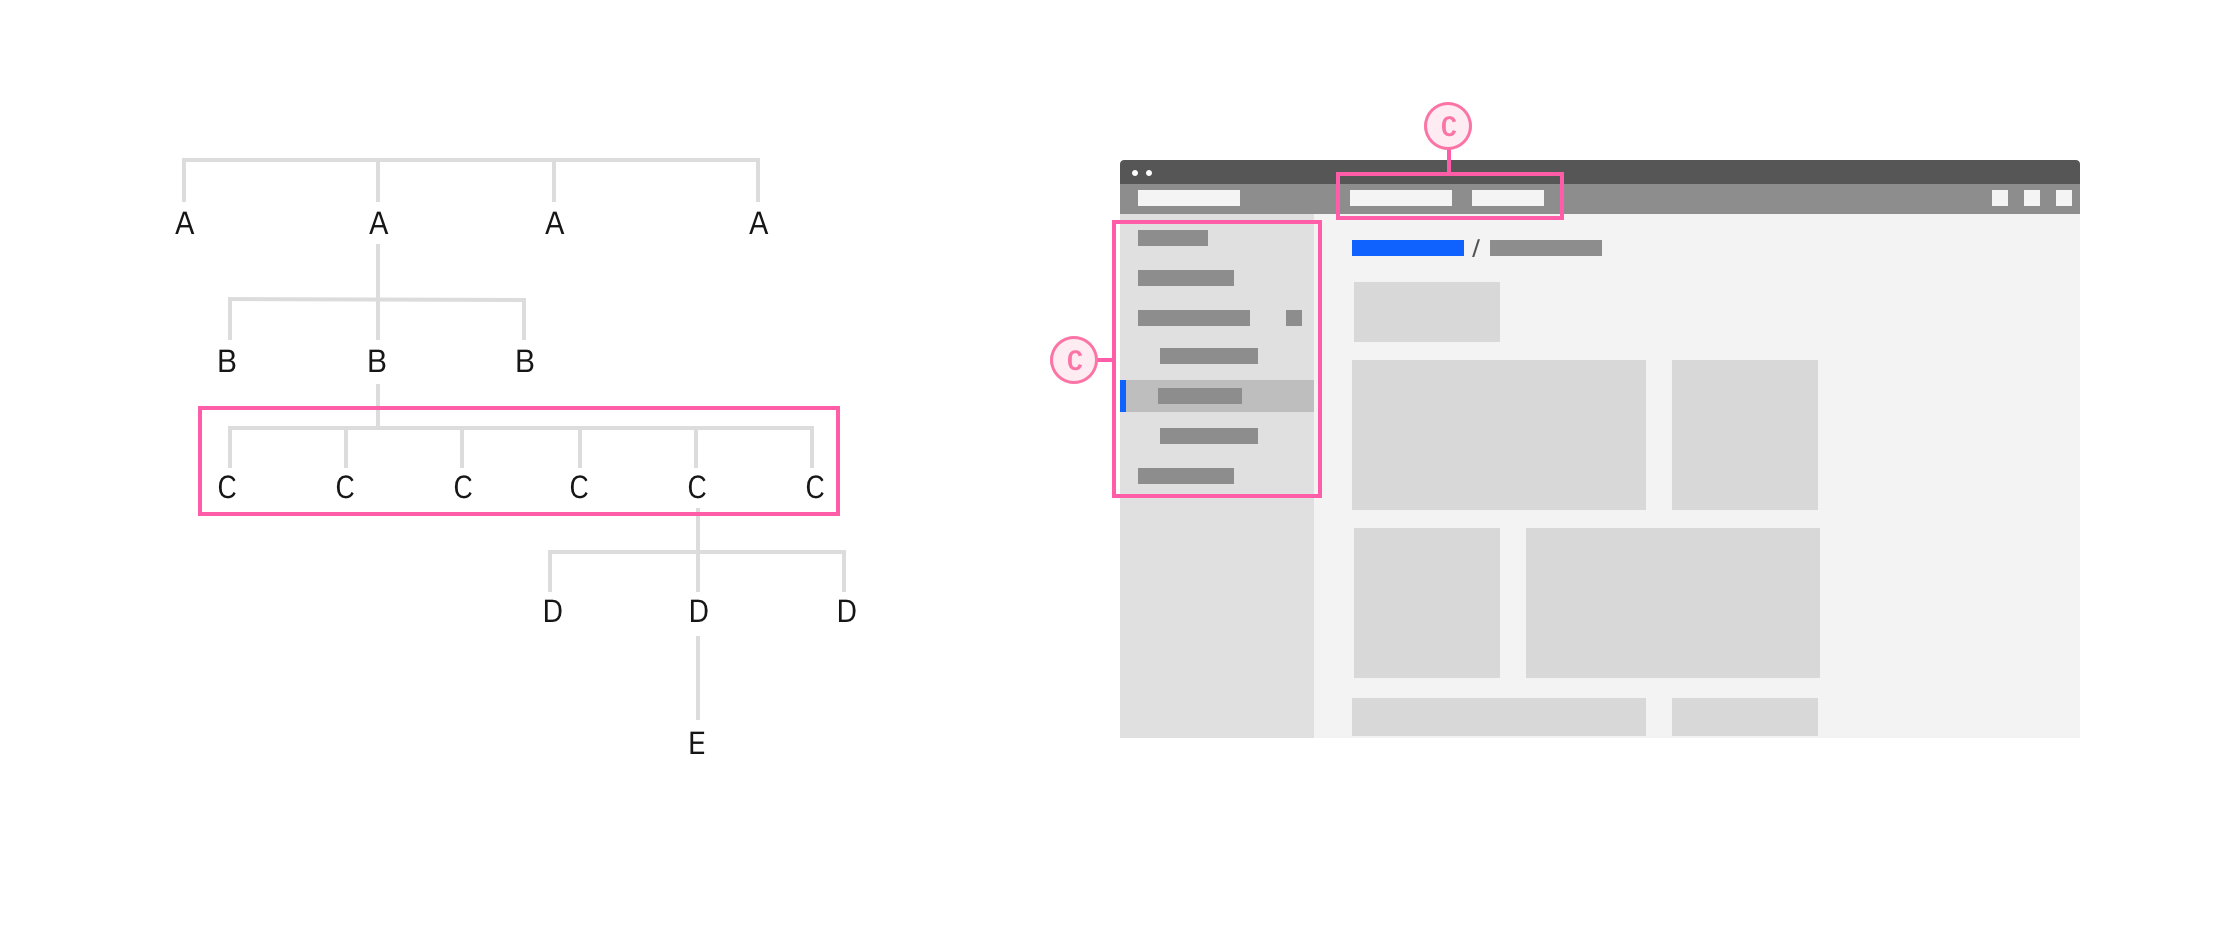 A A A A
B B B
C C C C C C
D D D
E
C
C
/